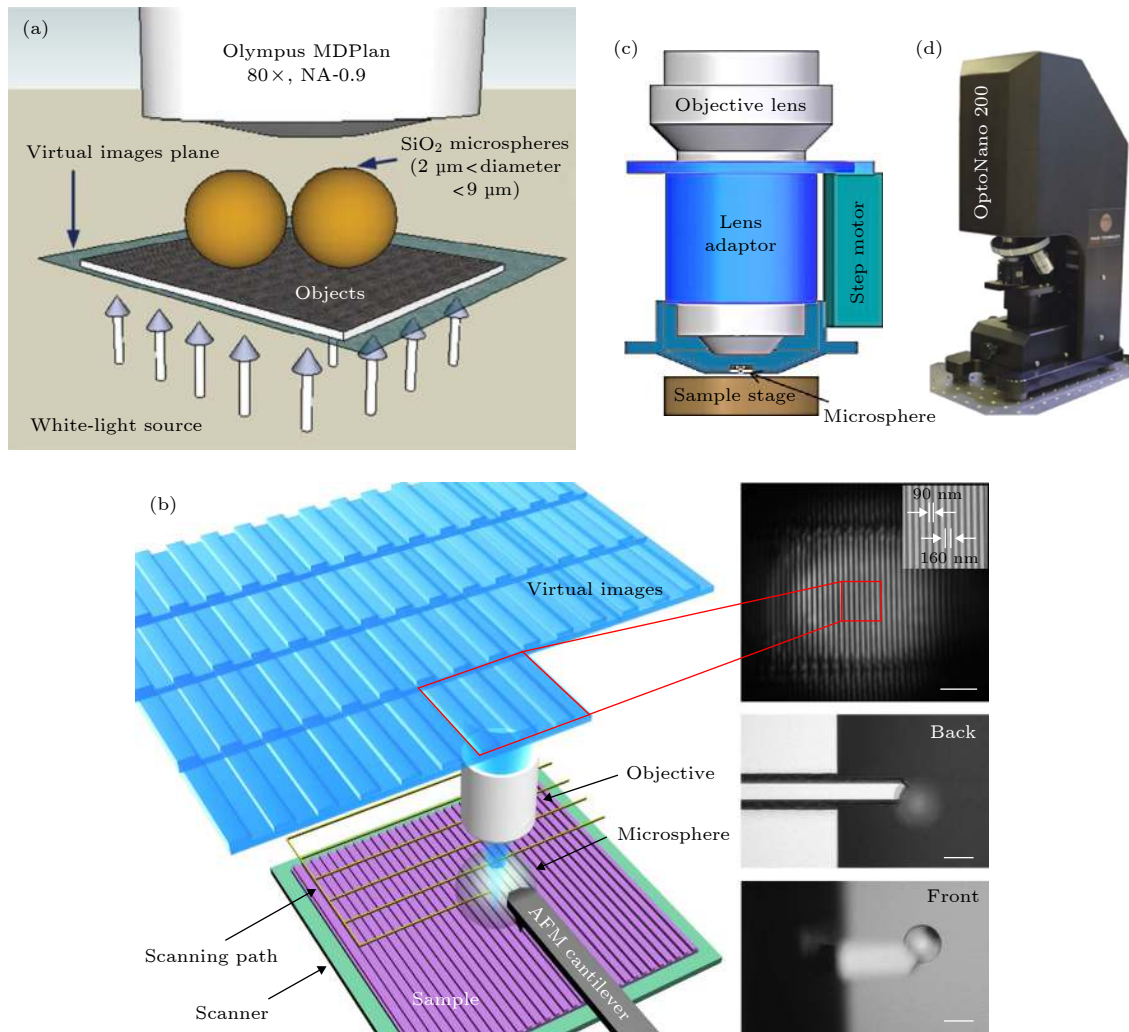 (a)
Olympus MDPlan
80×, NA-0.9
Virtual images plane
SiO₂ microspheres
(2 μm<diameter
<9 μm)
Objects
White-light source
(c)
Objective lens
Lens
adaptor
Step motor
Sample stage
Microsphere
(d)
OptoNano 200
(b)
Virtual images
90 nm
160 nm
Objective
Microsphere
Back
Front
Scanning path
Scanner
Sample
AFM cantilever